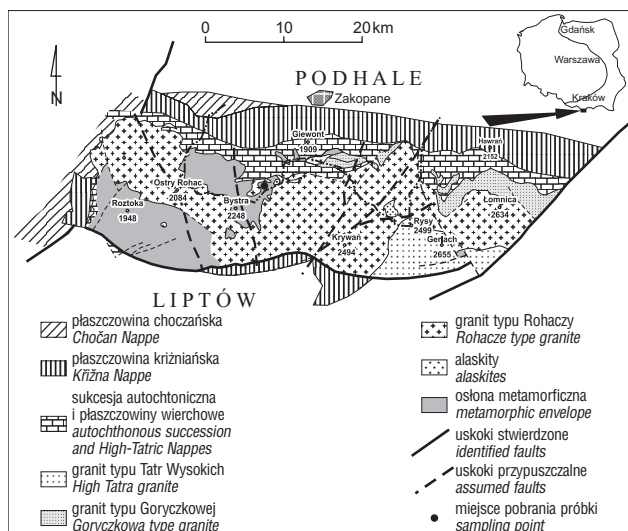 0 10 20 km
N
Gdańsk
Warszawa
Kraków
PODHALE
Zakopane
Giewont
1909
Hawrań
2152
Ostry Rohac
2084
Roztoka
1948
Bystra
2248
Łomnica
2634
Rysy
2499
Krywań
2494
Gerlach
2655
LIPTÓW
płaszczowina choczańska
Chočan Nappe
płaszczowina kriżniańska
Křižna Nappe
sukcesja autochtoniczna
i płaszczowiny wierchowe
autochthonous succession
and High-Tatric Nappes
granit typu Tatr Wysokich
High Tatra granite
granit typu Goryczkowej
Goryczkowa type granite
granit typu Rohaczy
Rohacze type granite
alaskity
alaskites
osłona metamorficzna
metamorphic envelope
uskoki stwierdzone
identified faults
uskoki przypuszczalne
assumed faults
miejsce pobrania próbki
sampling point